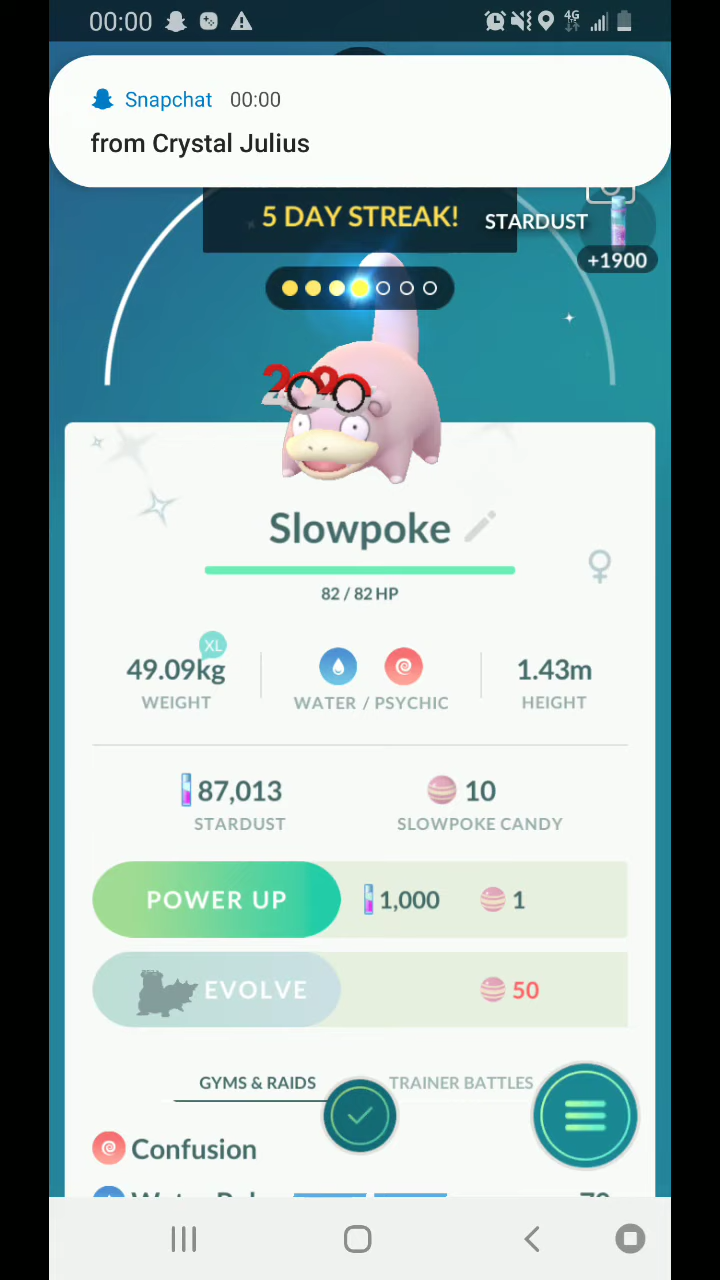 00:00 4G
Snapchat 00:00
from Crystal Julius
5 DAY STREAK! STARDUST
+1900
2020
Slowpoke
82 / 82 HP
XL
49.09kg 1.43m
WEIGHT WATER / PSYCHIC HEIGHT
87,013 10
STARDUST SLOWPOKE CANDY
POWER UP 1,000 1
EVOLVE 50
GYMS & RAIDS TRAINER BATTLES
Confusion